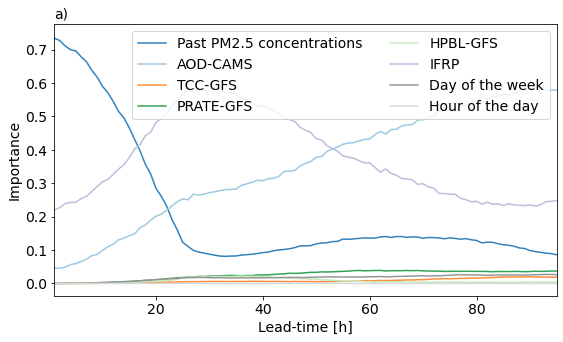 a)
Past PM2.5 concentrations
AOD-CAMS
TCC-GFS
PRATE-GFS
HPBL-GFS
IFRP
Day of the week
Hour of the day
Importance
0.7
0.6
0.5
0.4
0.3
0.2
0.1
0.0
20
40
60
80
Lead-time [h]